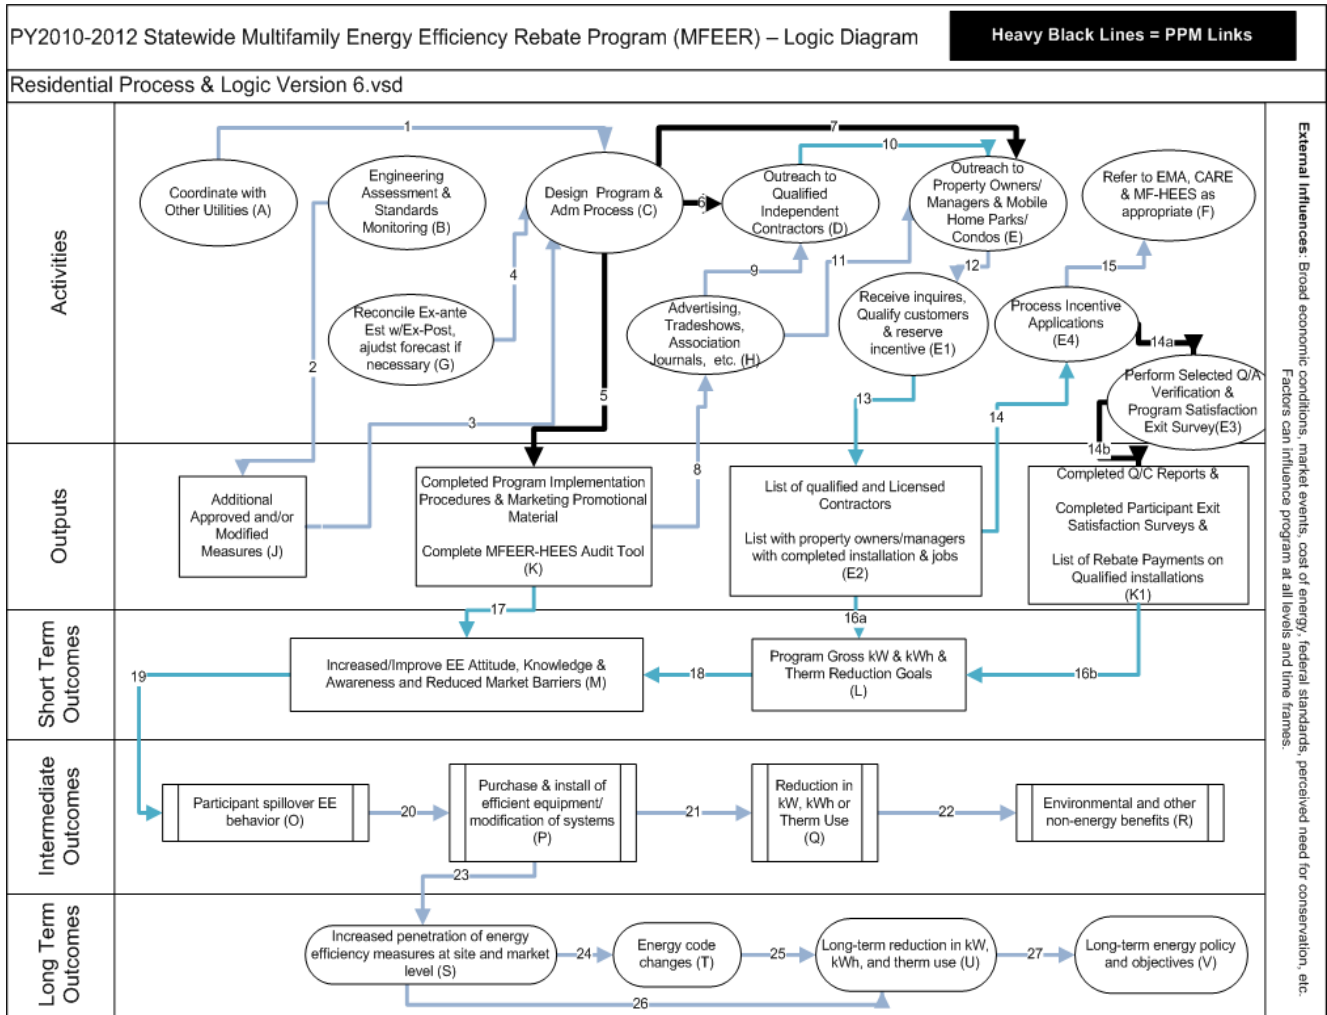 PY2010-2012 Statewide Multifamily Energy Efficiency Rebate Program (MFEER) – Logic Diagram
Heavy Black Lines = PPM Links
Residential Process & Logic Version 6.vsd
Activities
1
7
10
Coordinate with
Other Utilities (A)
Engineering
Assessment &
Standards
Monitoring (B)
Design Program &
Adm Process (C)
6
Outreach to
Qualified
Independent
Contractors (D)
Outreach to
Property Owners/
Managers & Mobile
Home Parks/
Condos (E)
Refer to EMA, CARE
& MF-HEES as
appropriate (F)
4
9
11
12
15
Reconcile Ex-ante
Est w/Ex-Post,
ajudst forecast if
necessary (G)
Advertising,
Tradeshows,
Association
Journals, etc. (H)
Receive inquires,
Qualify customers
& reserve
incentive (E1)
Process Incentive
Applications
(E4)
14a
Perform Selected Q/A
Verification &
Program Satisfaction
Exit Survey(E3)
2
3
5
8
13
14
14b
Outputs
Additional
Approved and/or
Modified
Measures (J)
Completed Program Implementation
Procedures & Marketing Promotional
Material
Complete MFEER-HEES Audit Tool
(K)
List of qualified and Licensed
Contractors
List with property owners/managers
with completed installation & jobs
(E2)
Completed Q/C Reports &
Completed Participant Exit
Satisfaction Surveys &
List of Rebate Payments on
Qualified installations
(K1)
17
16a
Short Term
Outcomes
19
Increased/Improve EE Attitude, Knowledge &
Awareness and Reduced Market Barriers (M)
18
Program Gross kW & kWh &
Therm Reduction Goals
(L)
16b
Intermediate
Outcomes
Participant spillover EE
behavior (O)
20
Purchase & install of
efficient equipment/
modification of systems
(P)
21
Reduction in
kW, kWh or
Therm Use
(Q)
22
Environmental and other
non-energy benefits (R)
23
Long Term
Outcomes
Increased penetration of energy
efficiency measures at site and market
level (S)
24
Energy code
changes (T)
25
Long-term reduction in kW,
kWh, and therm use (U)
27
Long-term energy policy
and objectives (V)
26
External Influences: Broad economic conditions, market events, cost of energy, federal standards, perceived need for conservation, etc.
Factors can influence program at all levels and time frames.